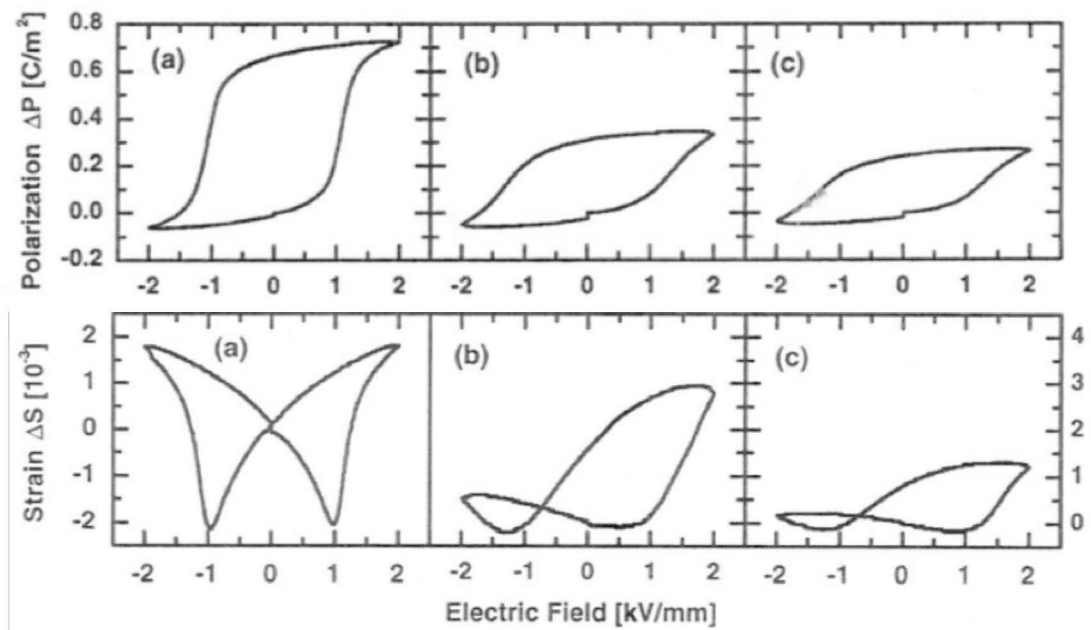 Polarization ΔP [C/m²]
0.8
0.6
0.4
0.2
0.0
-0.2
(a) (b) (c)
-2 -1 0 1 2 -2 -1 0 1 2 -2 -1 0 1 2
Strain ΔS [10⁻³]
2
1
0
-1
-2
(a) (b) (c)
4
3
2
1
0
-2 -1 0 1 2 -2 -1 0 1 2 -2 -1 0 1 2
Electric Field [kV/mm]